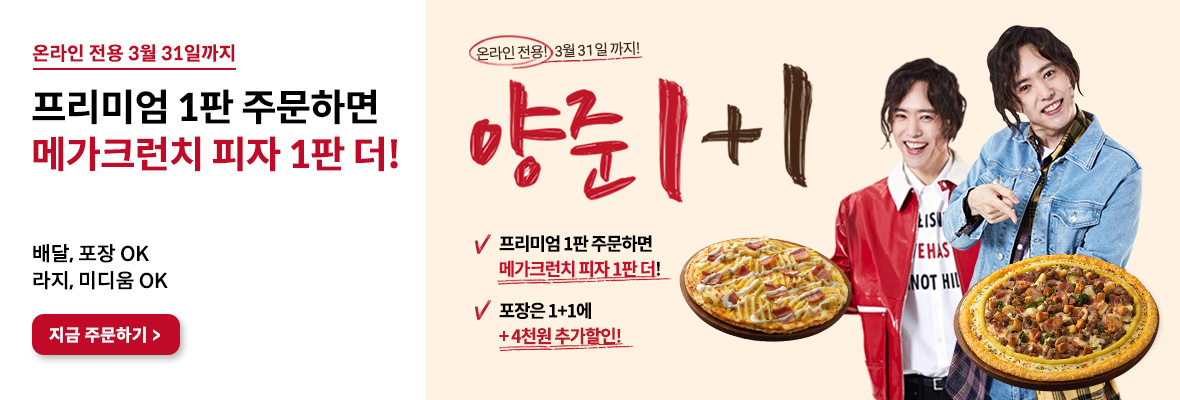 온라인 전용 3월 31일까지
프리미엄 1판 주문하면
메가크런치 피자 1판 더!
배달, 포장 OK
라지, 미디움 OK
지금 주문하기 >
온라인 전용! 3월 31일 까지!
양준1+1
프리미엄 1판 주문하면
메가크런치 피자 1판 더!
포장은 1+1에
+ 4천원 추가할인!